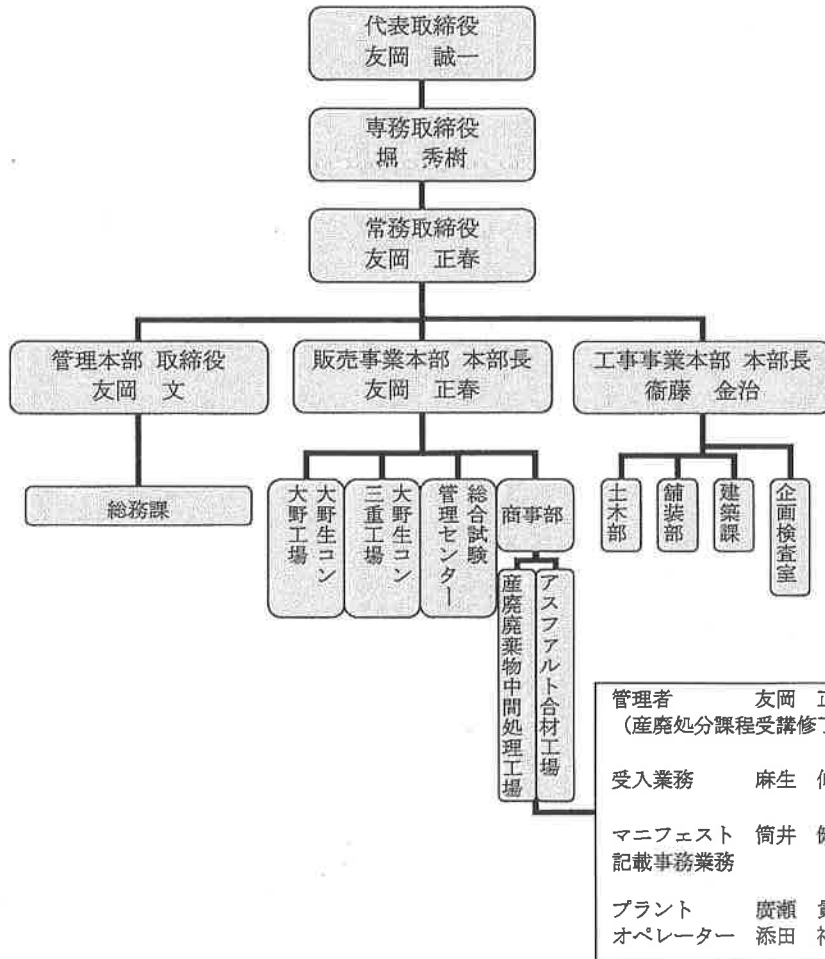 代表取締役
友岡　誠一
専務取締役
堀　秀樹
常務取締役
友岡　正春
管理本部 取締役
友岡　文
販売事業本部 本部長
友岡　正春
工事事業本部 本部長
衞藤　金治
総務課
大野生コン
大野工場
大野生コン
三重工場
総合試験
管理センター
商事部
土木部
舗装部
建築課
企画検査室
アスファルト合材工場
産廃廃棄物中間処理工場
管理者　友岡
（産廃処分課程受講修
受入業務　麻生
マニフェスト　筒井
記載事務業務
プラント　廣瀬
オペレーター　添田